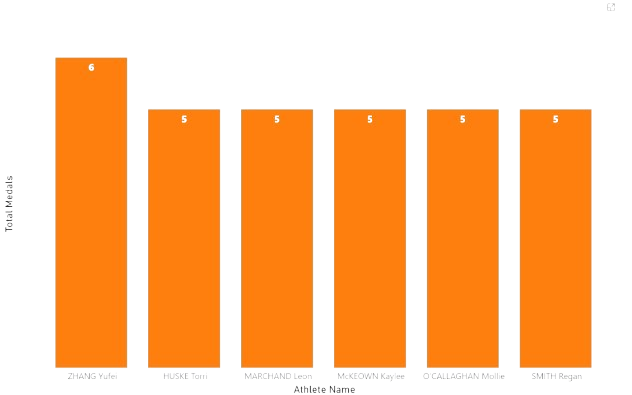 6
5
5
5
5
5
Total Medals
ZHANG Yufei
HUSKE Torri
MARCHAND Leon
McKEOWN Kaylee
O'CALLAGHAN Mollie
SMITH Regan
Athlete Name